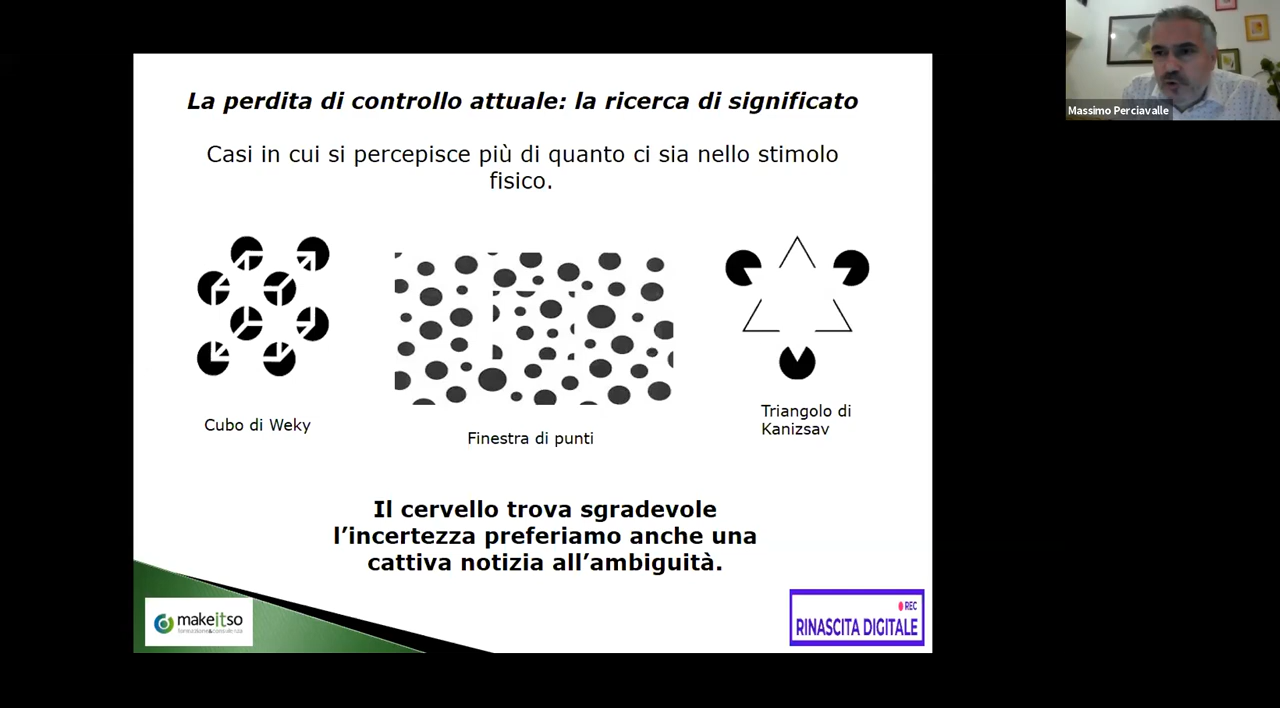 La perdita di controllo attuale: la ricerca di significato
Casi in cui si percepisce più di quanto ci sia nello stimolo
fisico.
Cubo di Weky
Finestra di punti
Triangolo di
Kanizsav
Il cervello trova sgradevole
l’incertezza preferiamo anche una
cattiva notizia all’ambiguità.
makeitso
formazione&consulenza
REC
RINASCITA DIGITALE
Massimo Perciavalle